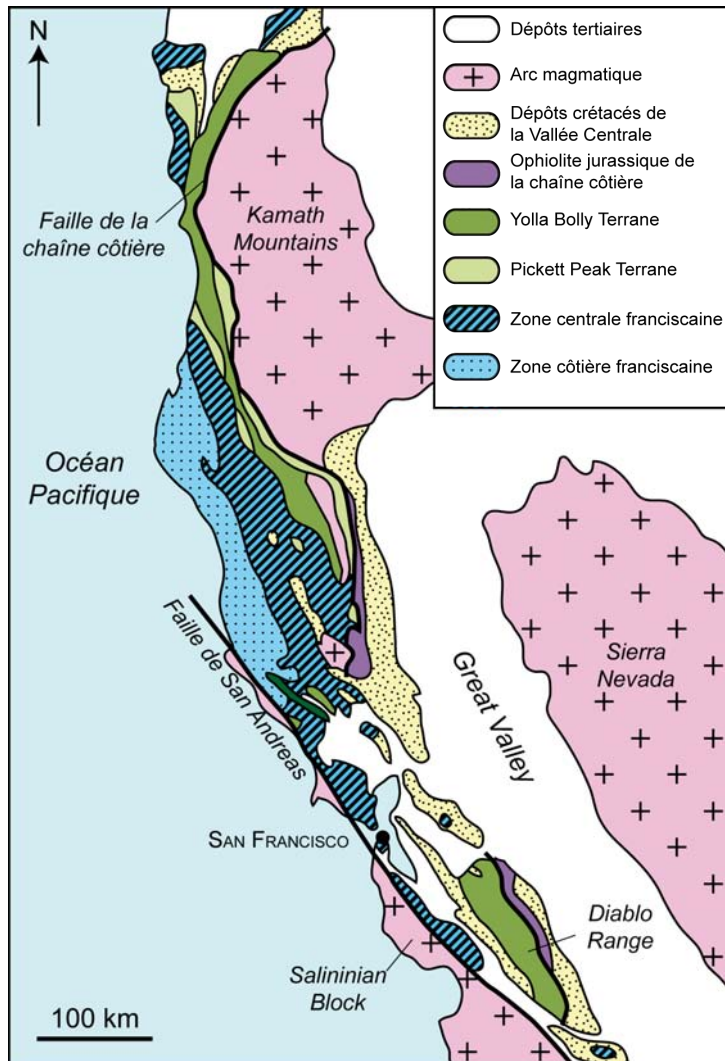 N
Dépôts tertiaires
Arc magmatique
Dépôts crétacés de
la Vallée Centrale
Ophiolite jurassique de
la chaîne côtière
Yolla Bolly Terrane
Pickett Peak Terrane
Zone centrale franciscaine
Zone côtière franciscaine
Faille de la
chaîne côtière
Kamath
Mountains
Océan
Pacifique
Faille de San Andreas
Great Valley
Sierra
Nevada
SAN FRANCISCO
Diablo
Range
Salininian
Block
100 km